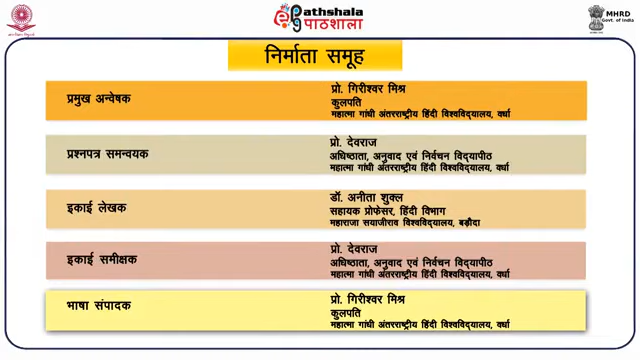 ePathshala
पाठशाला
MHRD
Govt. of India
निर्माता समूह
प्रमुख अन्वेषक
प्रो. गिरीश्वर मिश्र
कुलपति
महात्मा गांधी अंतरराष्ट्रीय हिंदी विश्वविद्यालय, वर्धा
प्रश्नपत्र समन्वयक
प्रो. देवराज
अधिष्ठाता, अनुवाद एवं निर्वचन विद्यापीठ
महात्मा गांधी अंतरराष्ट्रीय हिंदी विश्वविद्यालय, वर्धा
इकाई लेखक
डॉ. अनीता शुक्ल
सहायक प्रोफेसर, हिंदी विभाग
महाराजा सयाजीराव विश्वविद्यालय, बड़ौदा
इकाई समीक्षक
प्रो. देवराज
अधिष्ठाता, अनुवाद एवं निर्वचन विद्यापीठ
महात्मा गांधी अंतरराष्ट्रीय हिंदी विश्वविद्यालय, वर्धा
भाषा संपादक
प्रो. गिरीश्वर मिश्र
कुलपति
महात्मा गांधी अंतरराष्ट्रीय हिंदी विश्वविद्यालय, वर्धा